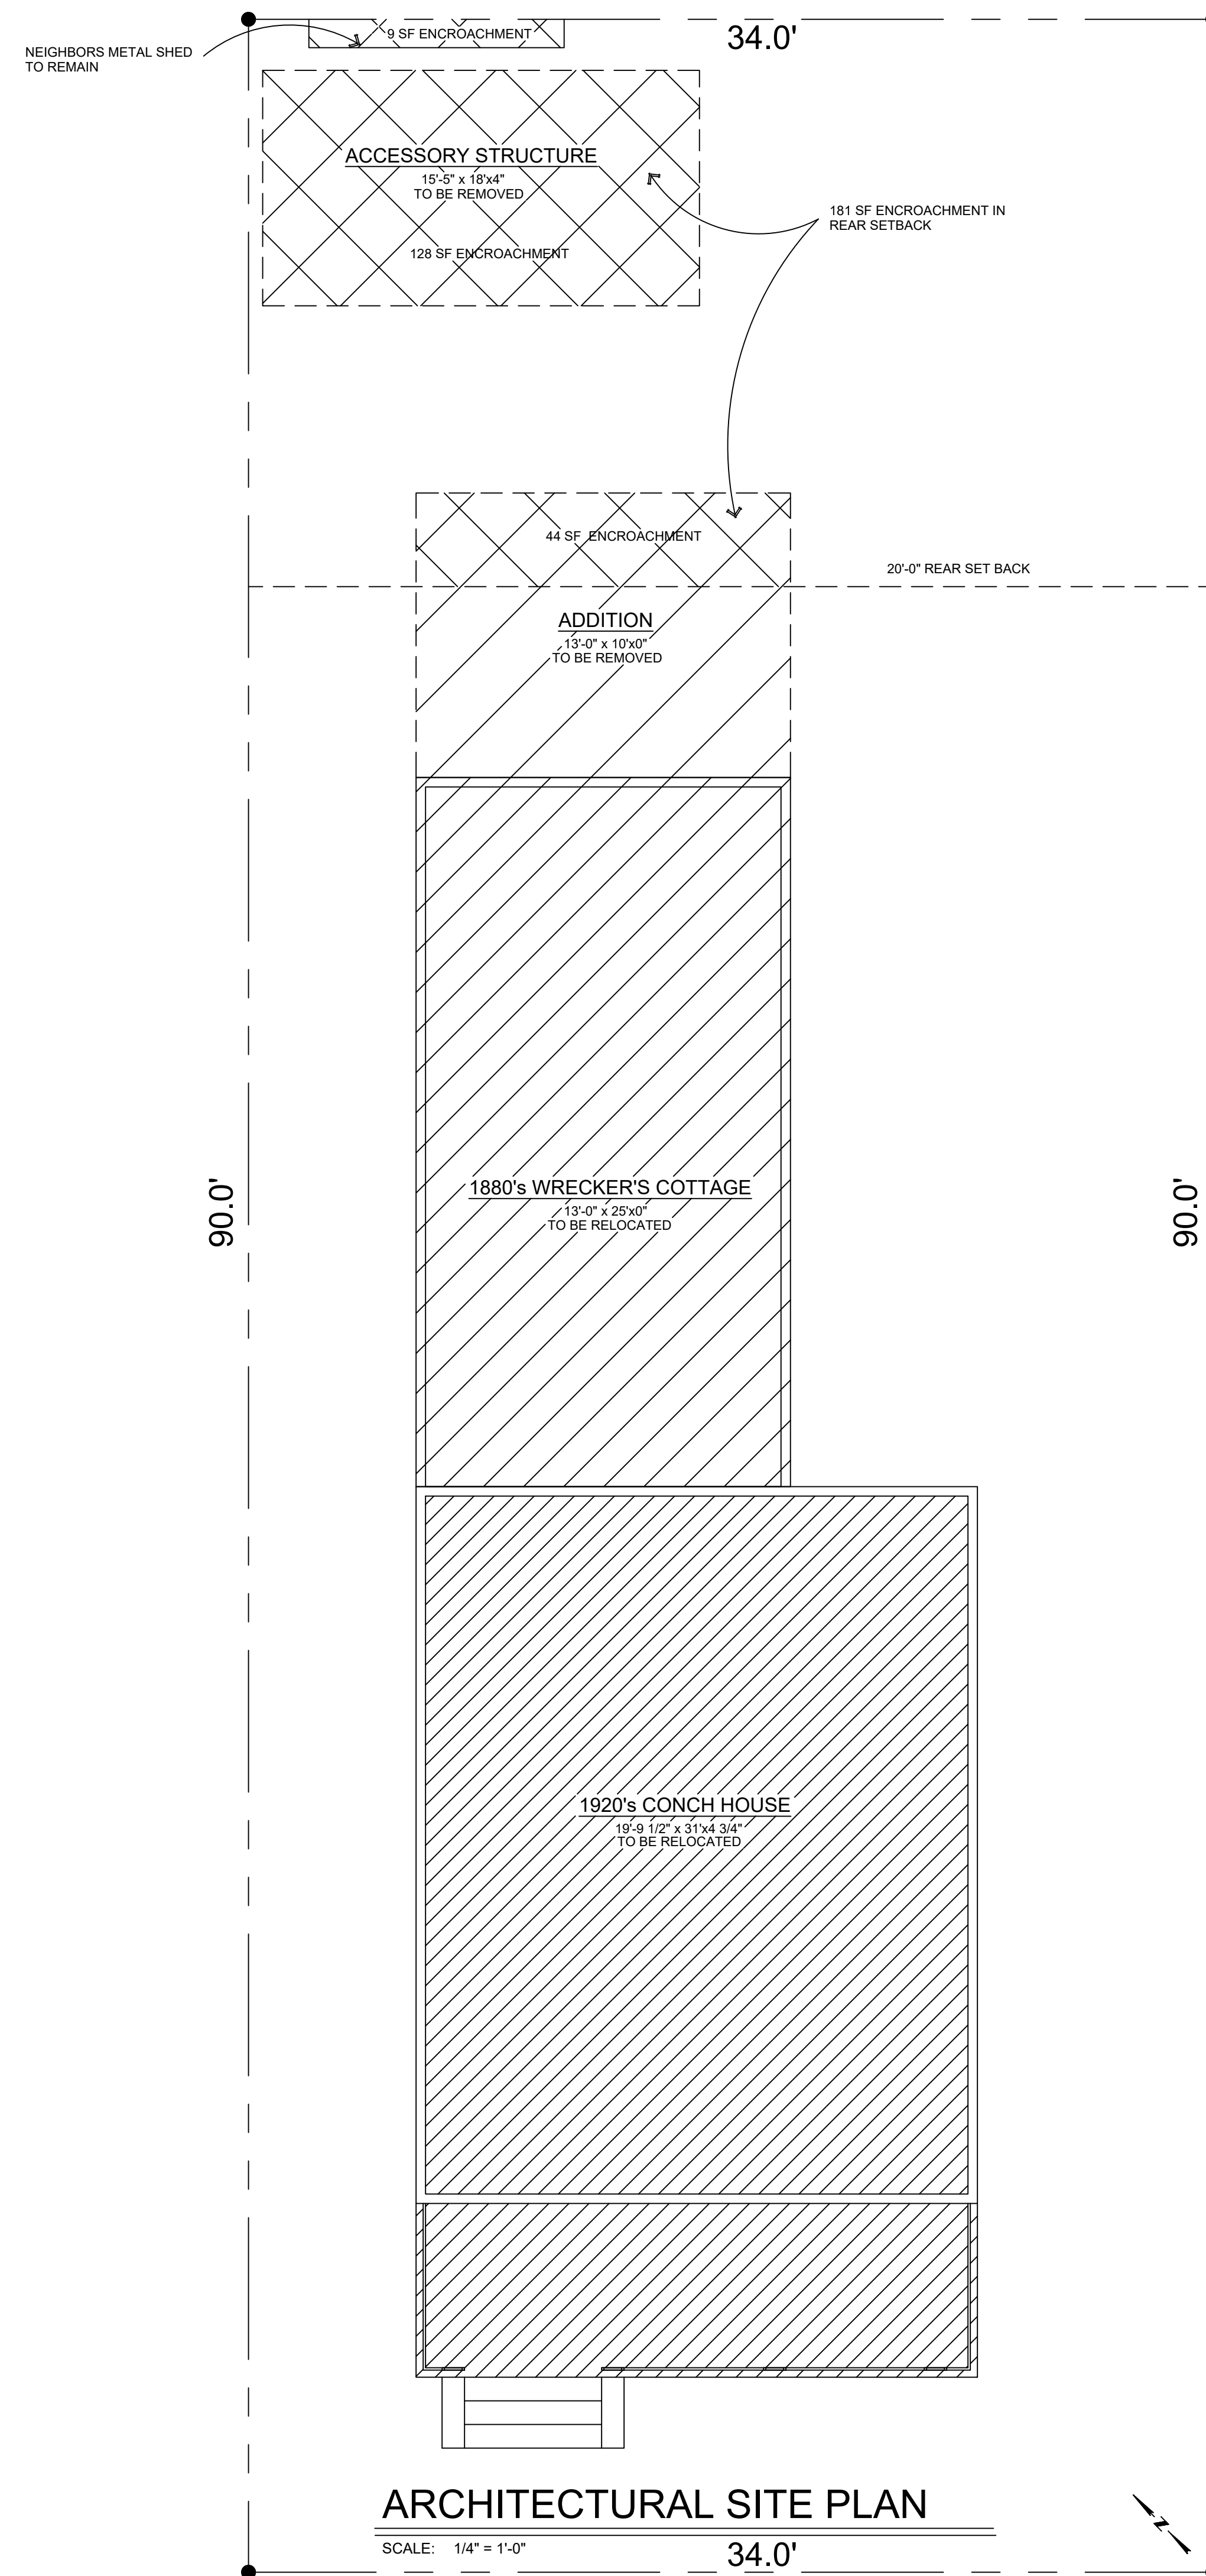 9 SF ENCROACHMENT
34.0'
NEIGHBORS METAL SHED
TO REMAIN
ACCESSORY STRUCTURE
15'-5" x 18'x4"
TO BE REMOVED
128 SF ENCROACHMENT
181 SF ENCROACHMENT IN
REAR SETBACK
44 SF ENCROACHMENT
20'-0" REAR SET BACK
ADDITION
13'-0" x 10'x0"
TO BE REMOVED
90.0'
90.0'
1880's WRECKER'S COTTAGE
13'-0" x 25'x0"
TO BE RELOCATED
1920's CONCH HOUSE
19'-9 1/2" x 31'x4 3/4"
TO BE RELOCATED
ARCHITECTURAL SITE PLAN
SCALE: 1/4" = 1'-0"
34.0'
N